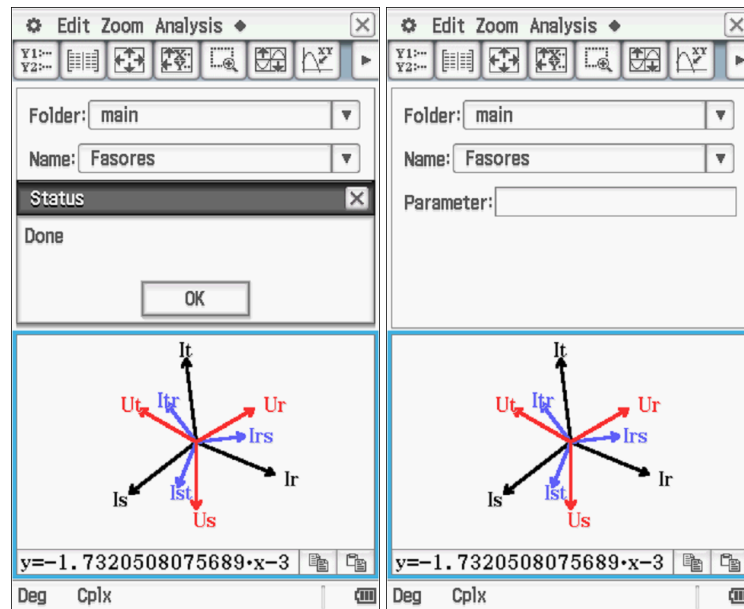 Edit Zoom Analysis
Y1:
Y2:
XY
Folder: main
Name: Fasores
Status
Done
OK
It
Ut Itr Ur
Irs
Is Ist Ir
Us
y=-1.7320508075689·x-3
Deg Cplx
Edit Zoom Analysis
Y1:
Y2:
XY
Folder: main
Name: Fasores
Parameter:
It
Ut Itr Ur
Irs
Is Ist Ir
Us
y=-1.7320508075689·x-3
Deg Cplx